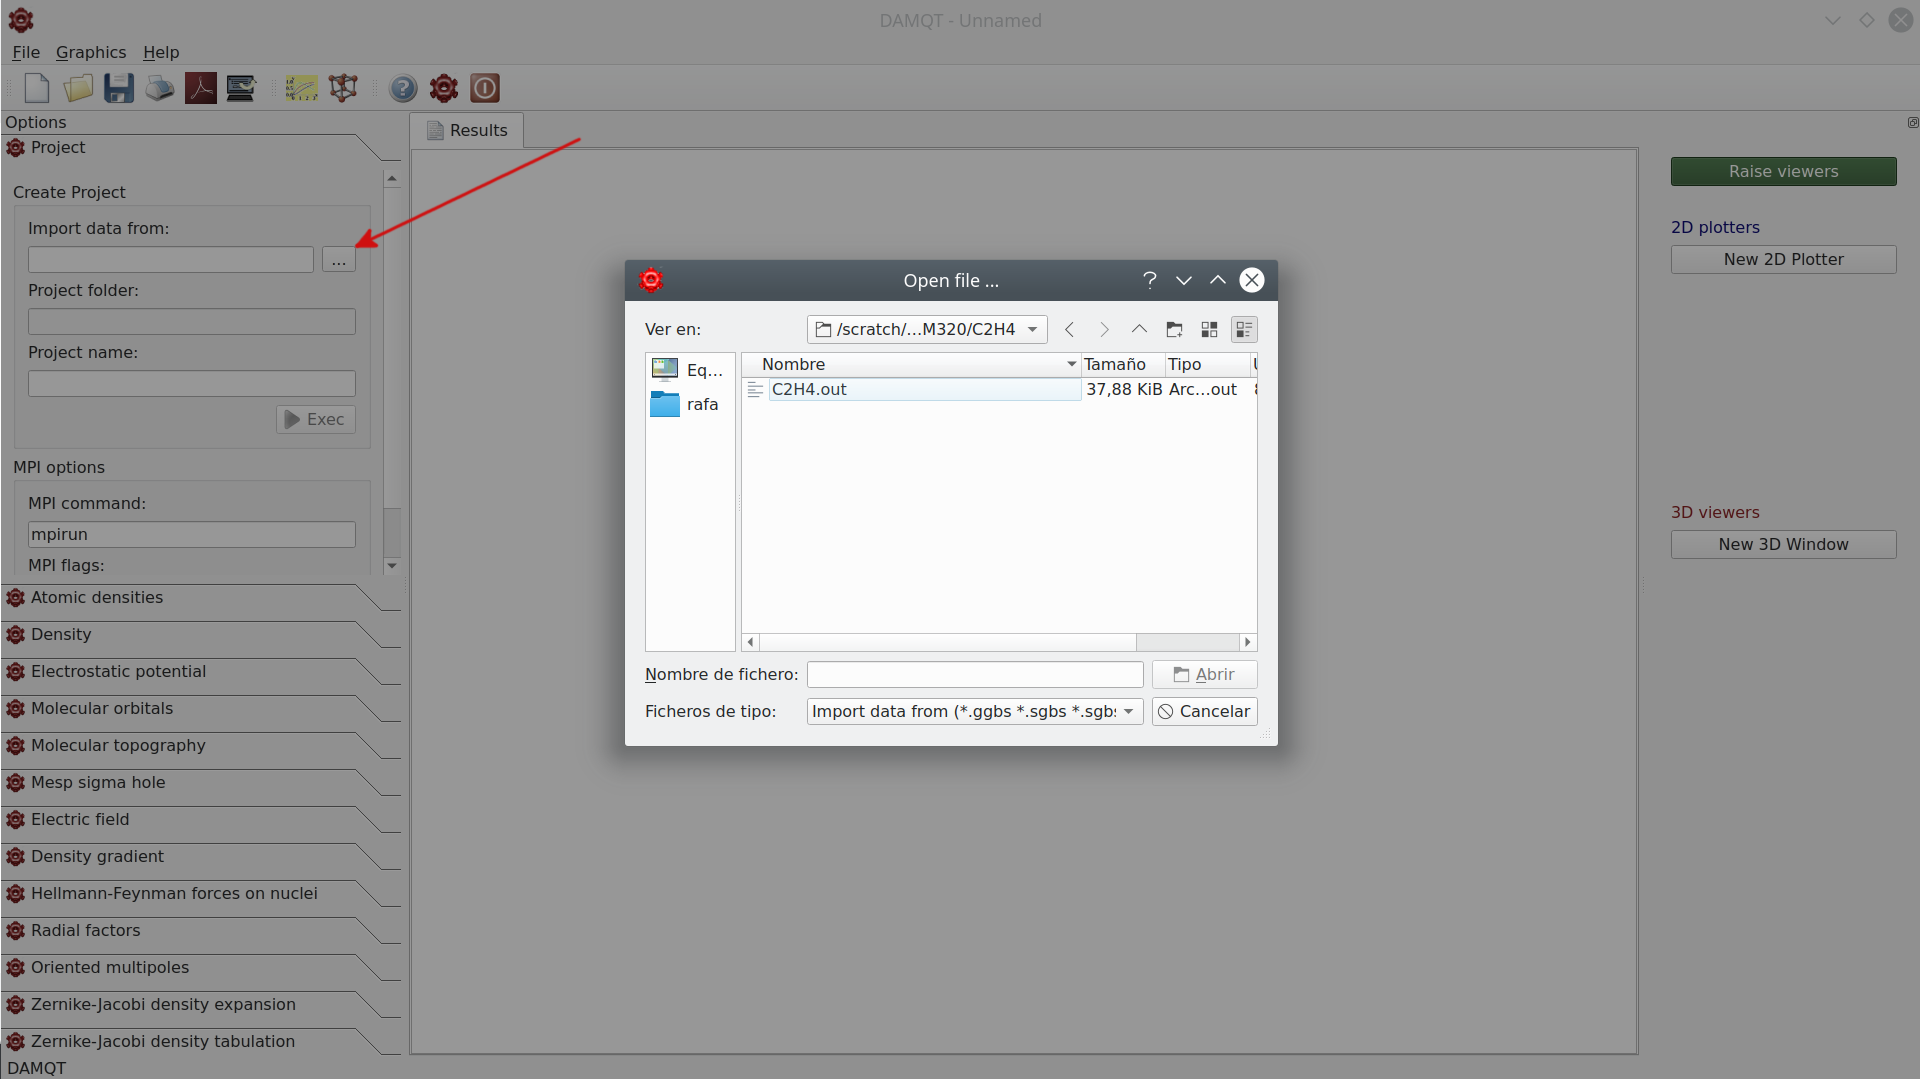 DAMQT - Unnamed
File Graphics Help
Options
Project
Create Project
Import data from:
...
Project folder:
Project name:
Exec
MPI options
MPI command:
mpirun
MPI flags:
Atomic densities
Density
Electrostatic potential
Molecular orbitals
Molecular topography
Mesp sigma hole
Electric field
Density gradient
Hellmann-Feynman forces on nuclei
Radial factors
Oriented multipoles
Zernike-Jacobi density expansion
Zernike-Jacobi density tabulation
DAMQT
Results
Open file ...
Ver en:
/scratch/...M320/C2H4
Eq...
rafa
Nombre Tamaño Tipo
C2H4.out 37,88 KiB Arc...out
Nombre de fichero:
Abrir
Ficheros de tipo: Import data from (*.ggbs *.sgbs *.sgb
Cancelar
Raise viewers
2D plotters
New 2D Plotter
3D viewers
New 3D Window